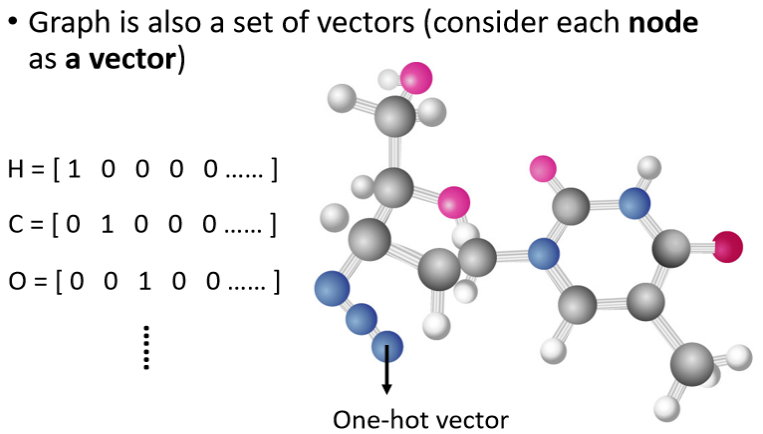 • Graph is also a set of vectors (consider each node
as a vector)
H = [ 1 0 0 0 0 …… ]
C = [ 0 1 0 0 0 …… ]
O = [ 0 0 1 0 0 …… ]
……
One-hot vector